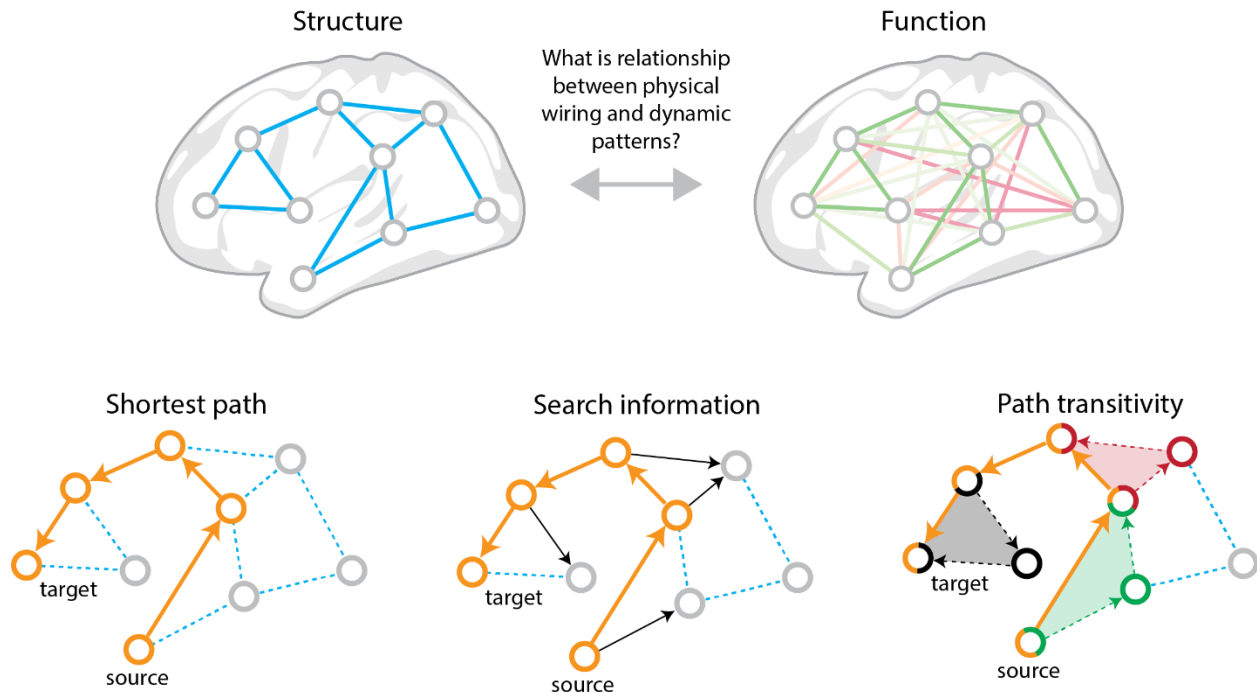 Structure
Function
What is relationship
between physical
wiring and dynamic
patterns?
Shortest path
Search information
Path transitivity
target
source
target
source
target
source